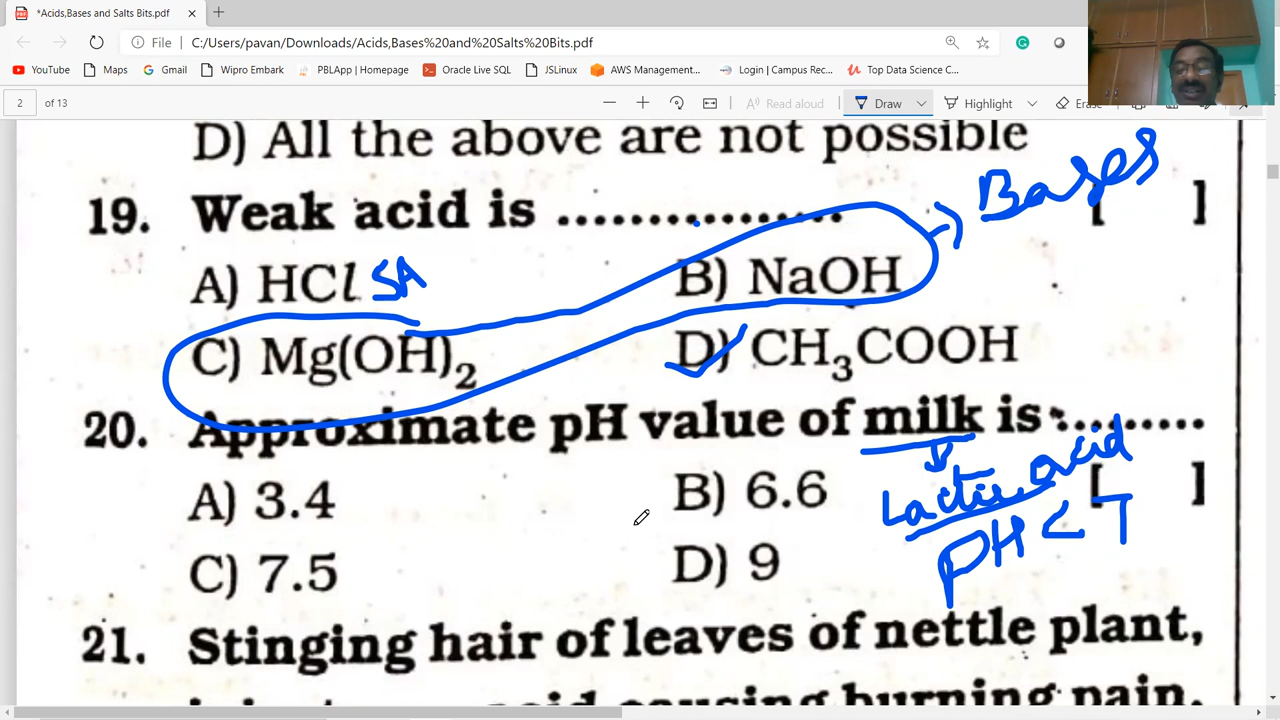 *Acids,Bases and Salts Bits.pdf
File C:/Users/pavan/Downloads/Acids,Bases%20and%20Salts%20Bits.pdf
YouTube Maps Gmail Wipro Embark PBLApp | Homepage Oracle Live SQL JSLinux AWS Management... Login | Campus Rec... Top Data Science C...
2 of 13 Read aloud Draw Highlight Erase
D) All the above are not possible
Bases
19. Weak acid is ................. [ ]
A) HCl SA B) NaOH
C) Mg(OH)2 D) CH3COOH
20. Approximate pH value of milk is :........
Lactic acid [ ]
A) 3.4 B) 6.6
PH < 7
C) 7.5 D) 9
21. Stinging hair of leaves of nettle plant,
acid causing burning pain.